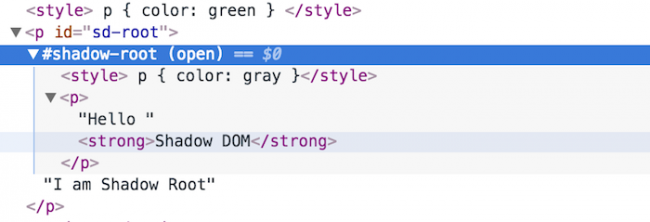 <style> p { color: green } </style>
▼<p id="sd-root">
▼#shadow-root (open) == $0
<style> p { color: gray }</style>
▼<p>
"Hello "
<strong>Shadow DOM</strong>
</p>
"I am Shadow Root"
</p>